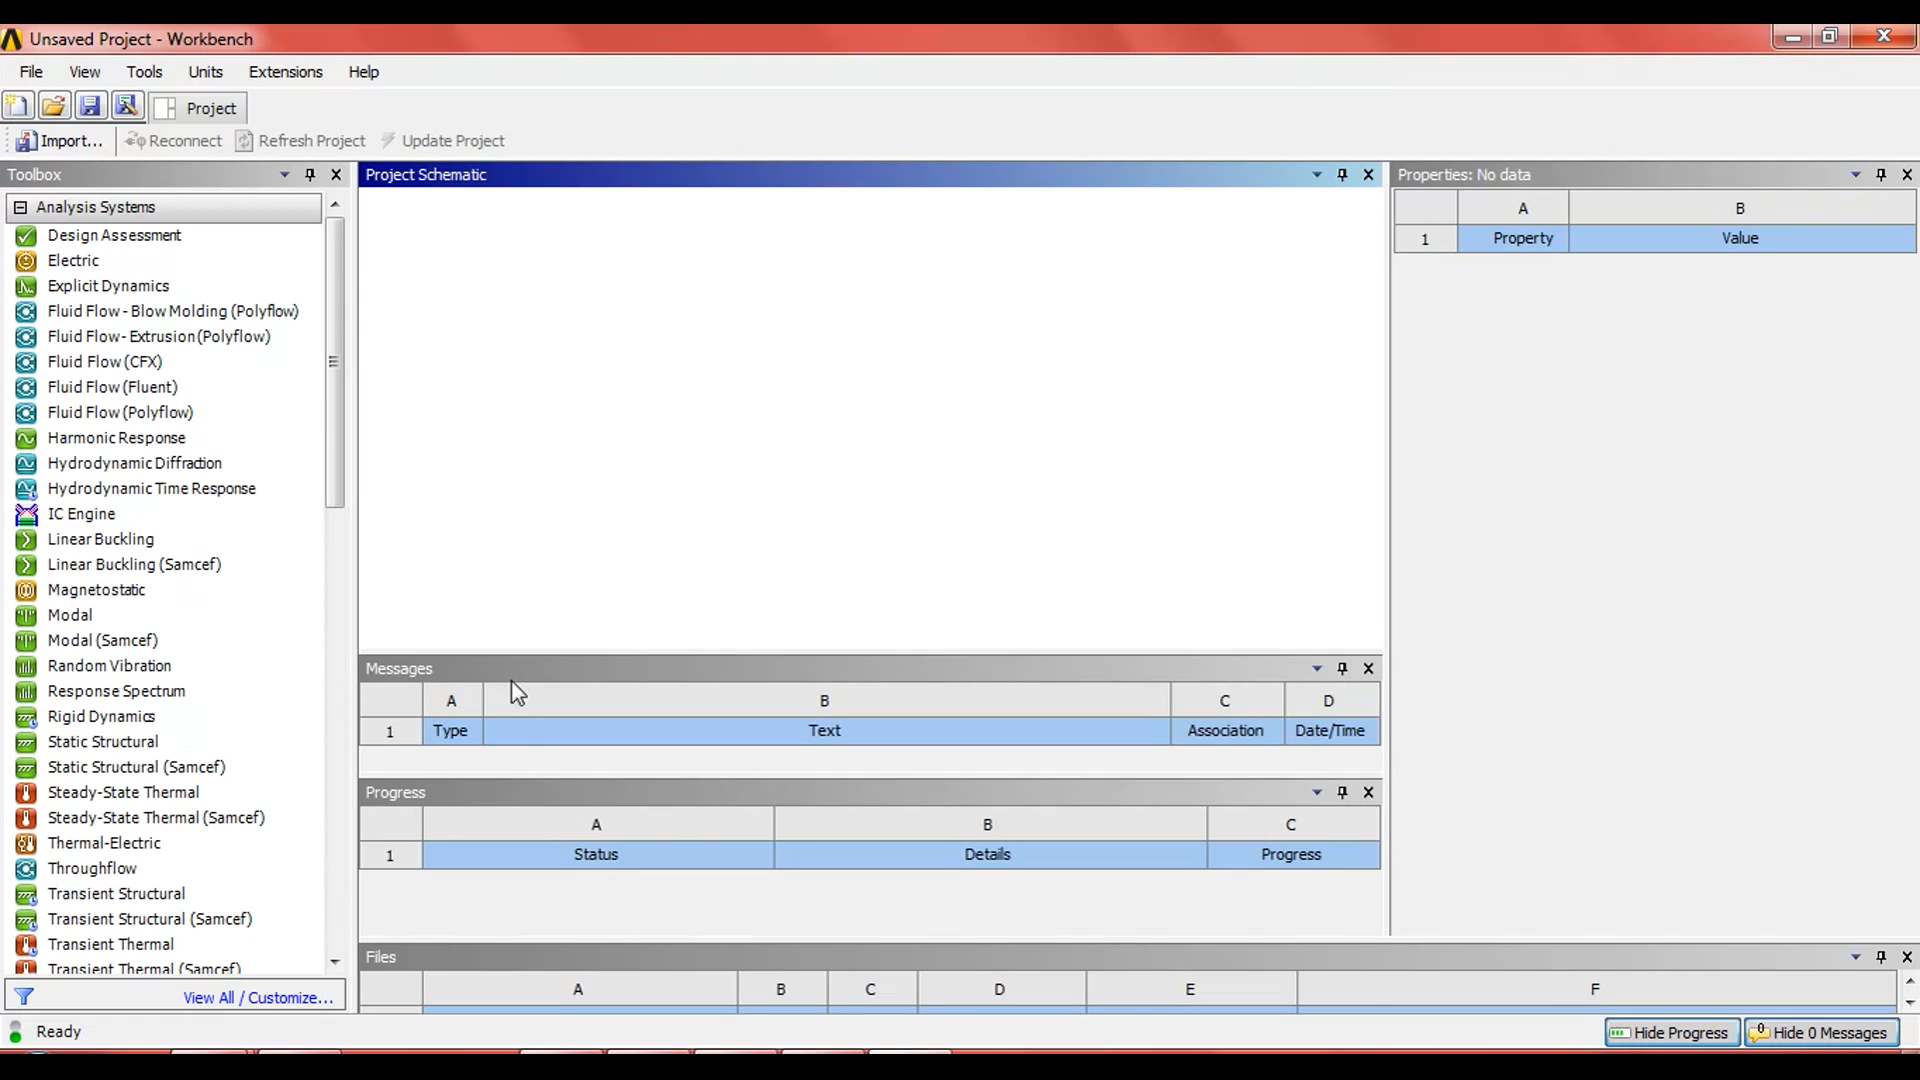 Unsaved Project - Workbench
File View Tools Units Extensions Help
Project
Import... Reconnect Refresh Project Update Project
Toolbox
Analysis Systems
Design Assessment
Electric
Explicit Dynamics
Fluid Flow - Blow Molding (Polyflow)
Fluid Flow- Extrusion (Polyflow)
Fluid Flow (CFX)
Fluid Flow (Fluent)
Fluid Flow (Polyflow)
Harmonic Response
Hydrodynamic Diffraction
Hydrodynamic Time Response
IC Engine
Linear Buckling
Linear Buckling (Samcef)
Magnetostatic
Modal
Modal (Samcef)
Random Vibration
Response Spectrum
Rigid Dynamics
Static Structural
Static Structural (Samcef)
Steady-State Thermal
Steady-State Thermal (Samcef)
Thermal-Electric
Throughflow
Transient Structural
Transient Structural (Samcef)
Transient Thermal
Transient Thermal (Samcef)
View All / Customize...
Project Schematic
Messages
A B C D
1 Type Text Association Date/Time
Progress
A B C
1 Status Details Progress
Files
A B C D E F
Properties: No data
A B
1 Property Value
Ready
Hide Progress
0 Hide 0 Messages